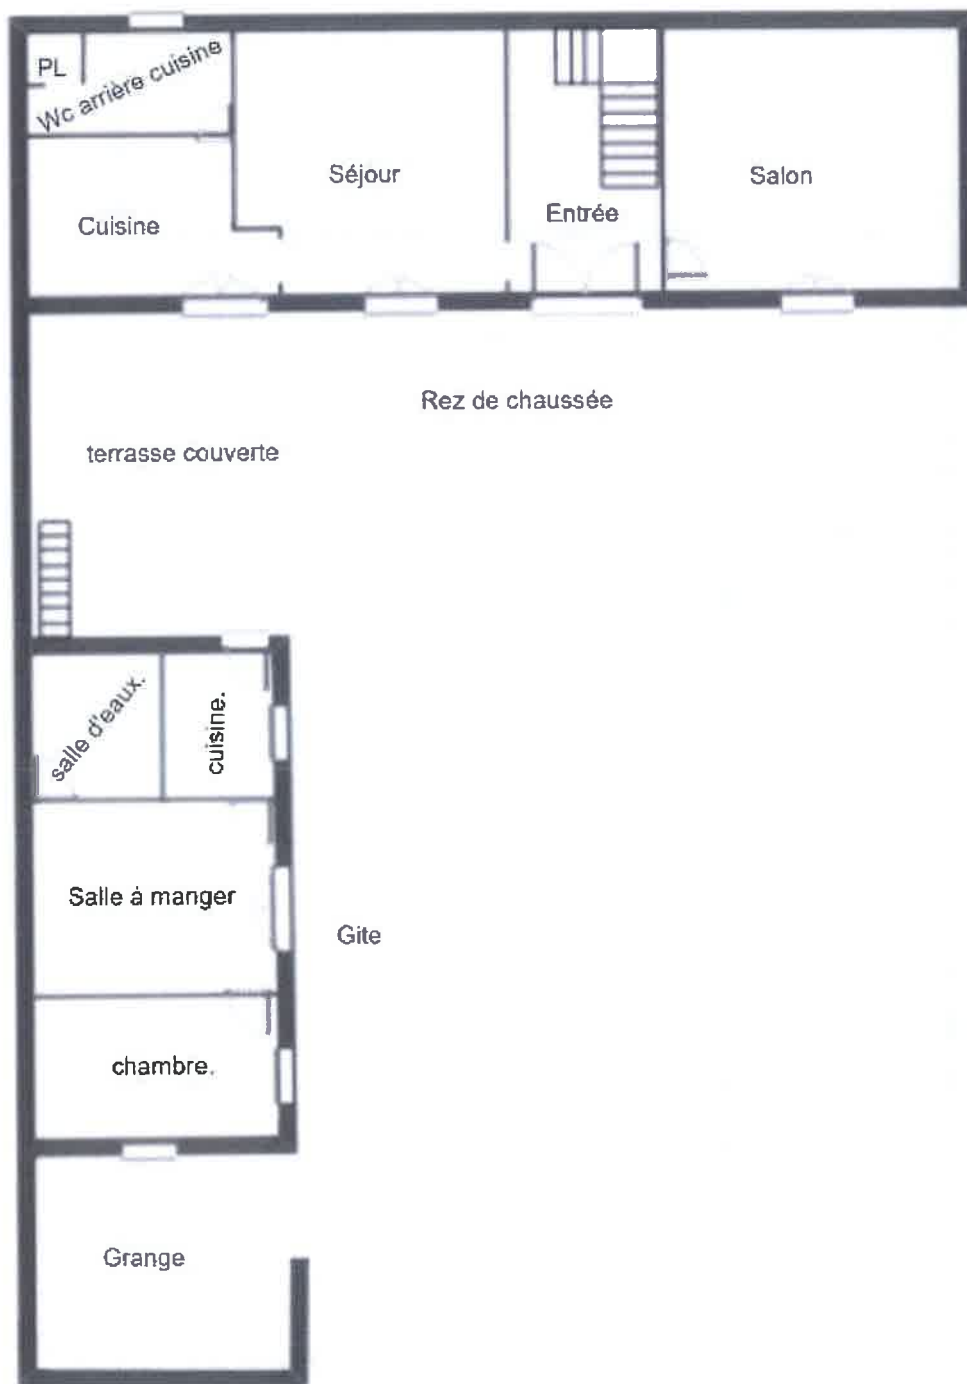 PL
Wc arrière cuisine
Séjour
Salon
Entrée
Cuisine
Rez de chaussée
terrasse couverte
salle d'eaux.
cuisine.
Salle à manger
Gite
chambre.
Grange